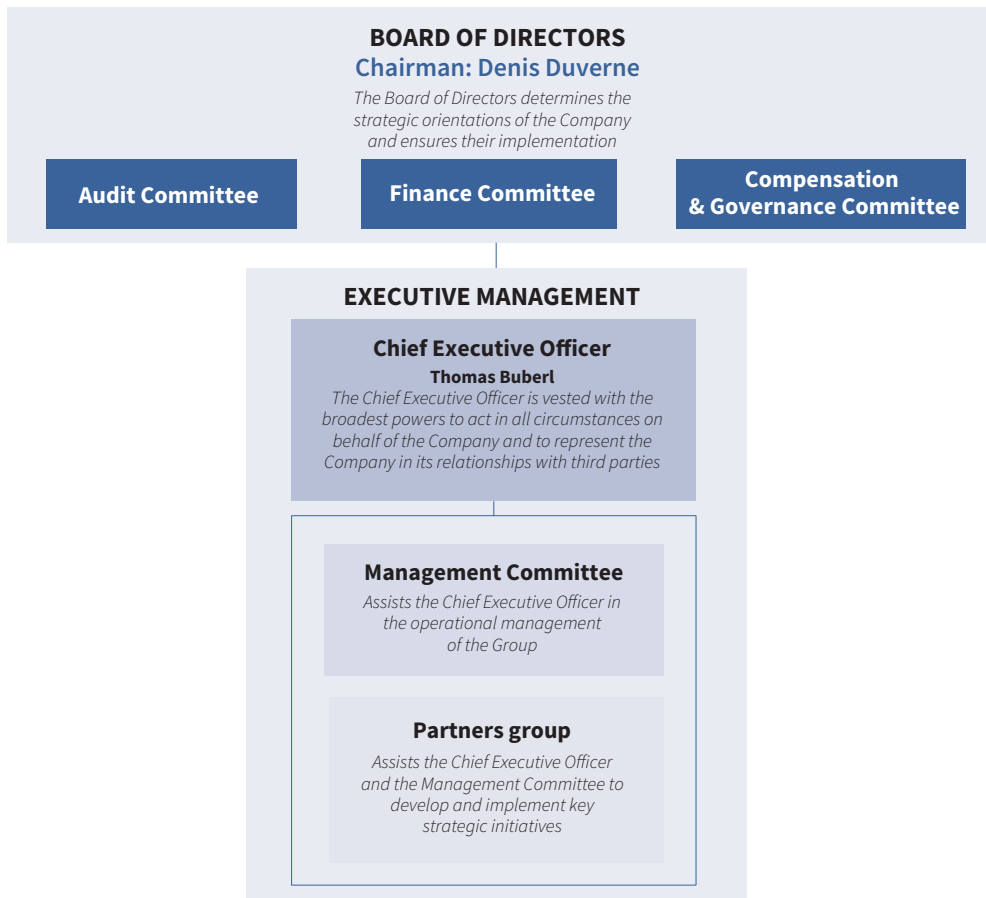 BOARD OF DIRECTORS
Chairman: Denis Duverne
The Board of Directors determines the
strategic orientations of the Company
and ensures their implementation
Audit Committee
Finance Committee
Compensation
& Governance Committee
EXECUTIVE MANAGEMENT
Chief Executive Officer
Thomas Buberl
The Chief Executive Officer is vested with the
broadest powers to act in all circumstances on
behalf of the Company and to represent the
Company in its relationships with third parties
Management Committee
Assists the Chief Executive Officer in
the operational management
of the Group
Partners group
Assists the Chief Executive Officer
and the Management Committee to
develop and implement key
strategic initiatives